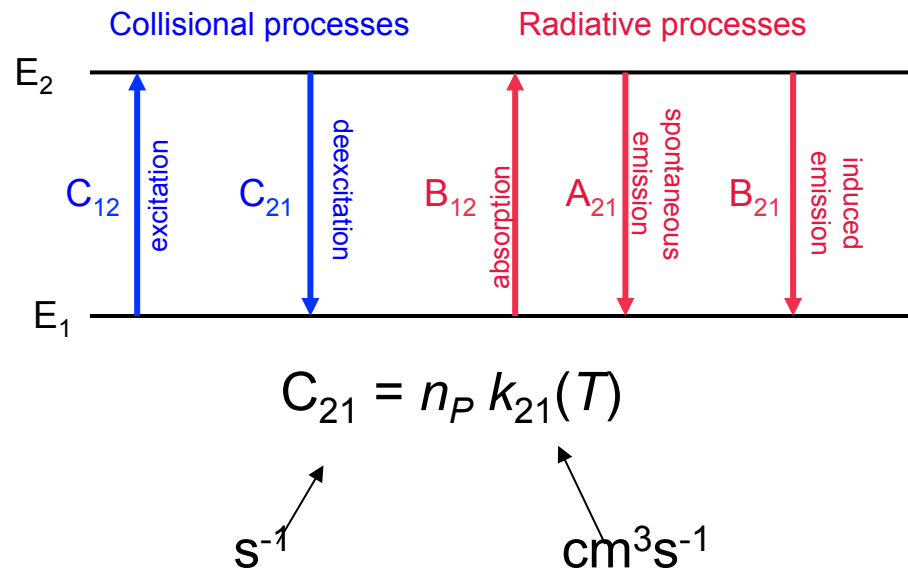 Collisional processes
Radiative processes
E₂
C₁₂
excitation
C₂₁
deexcitation
B₁₂
absorption
A₂₁
spontaneous
emission
B₂₁
induced
emission
E₁
C₂₁ = n_P k₂₁(T)
s⁻¹
cm³s⁻¹